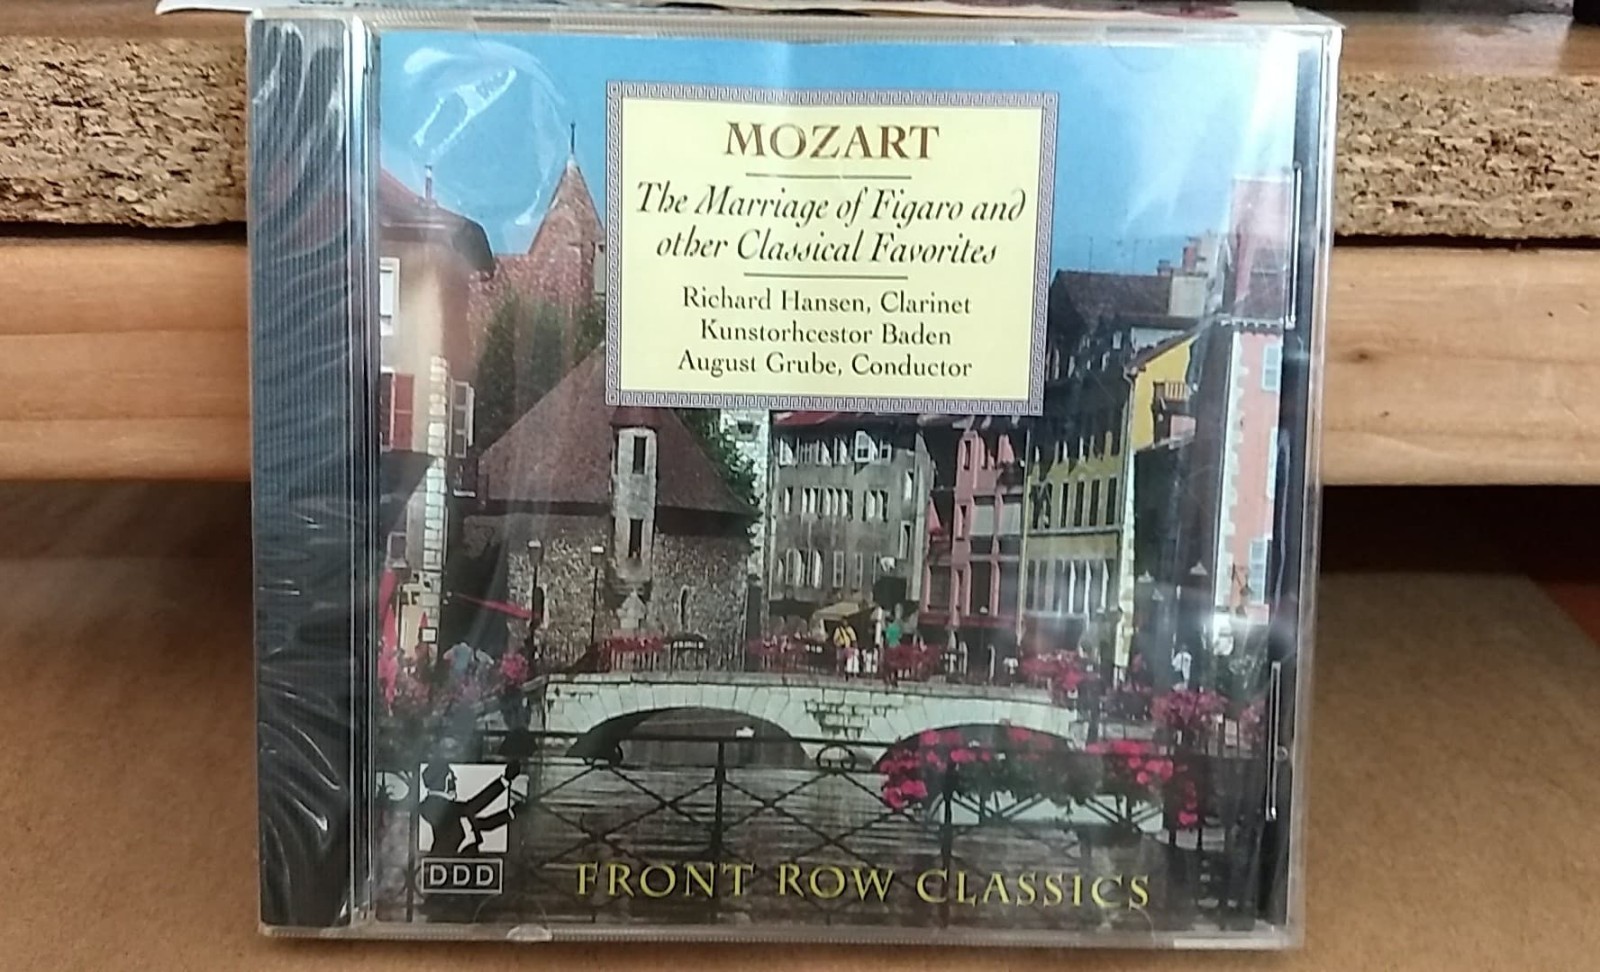 MOZART
The Marriage of Figaro and
other Classical Favorites
Richard Hansen, Clarinet
Kunstorhcestor Baden
August Grube, Conductor
DDD
FRONT ROW CLASSICS